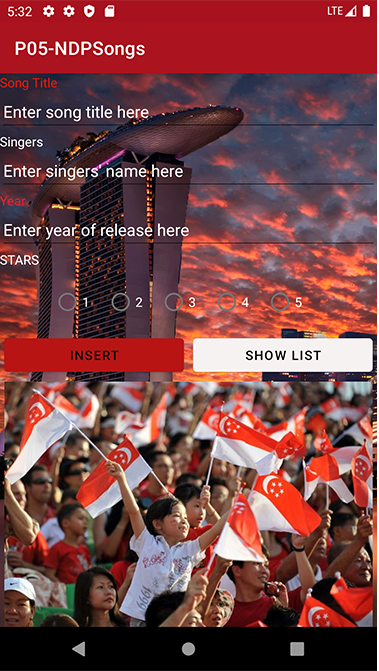 5:32
LTE
P05-NDPSongs
Song Title
Enter song title here
Singers
Enter singers' name here
Year
Enter year of release here
STARS
1 2 3 4 5
INSERT SHOW LIST